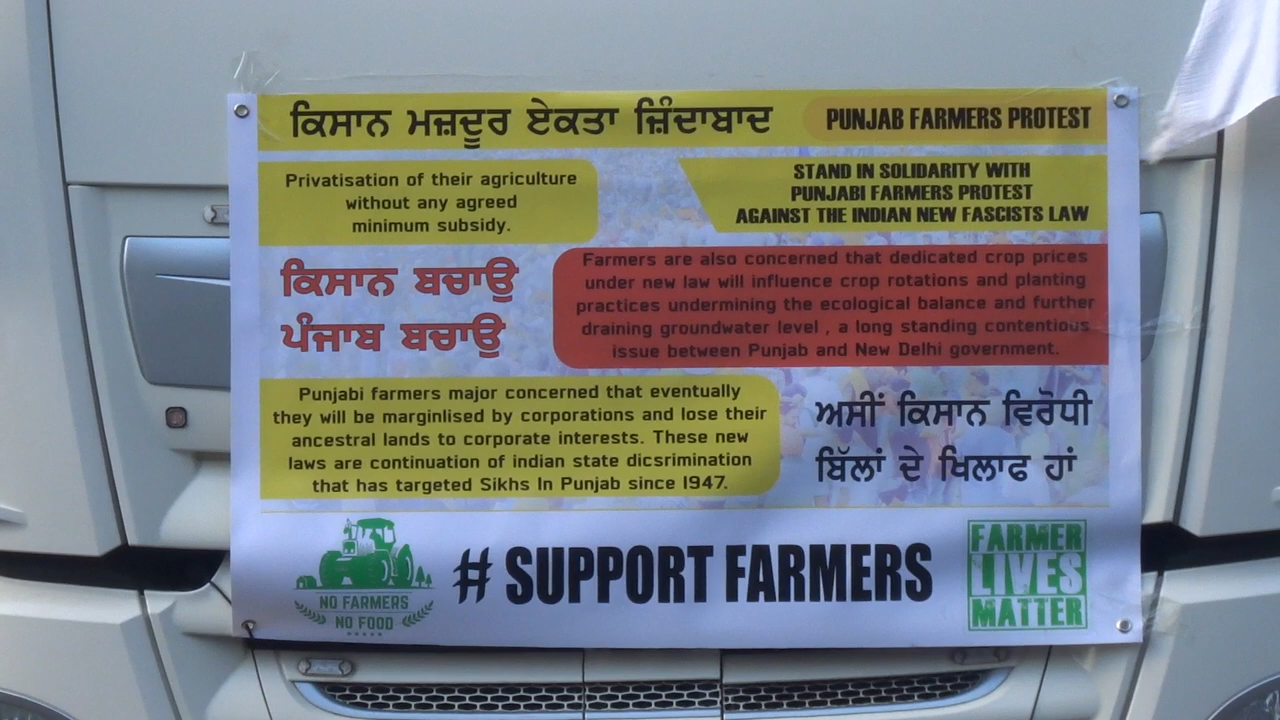 ਕਿਸਾਨ ਮਜ਼ਦੂਰ ਏਕਤਾ ਜ਼ਿੰਦਾਬਾਦ
PUNJAB FARMERS PROTEST
Privatisation of their agriculture
without any agreed
minimum subsidy.
STAND IN SOLIDARITY WITH
PUNJABI FARMERS PROTEST
AGAINST THE INDIAN NEW FASCISTS LAW
ਕਿਸਾਨ ਬਚਾਉ
ਪੰਜਾਬ ਬਚਾਉ
Farmers are also concerned that dedicated crop prices
under new law will influence crop rotations and planting
practices undermining the ecological balance and further
draining groundwater level , a long standing contentious
issue between Punjab and New Delhi government.
Punjabi farmers major concerned that eventually
they will be marginlised by corporations and lose their
ancestral lands to corporate interests. These new
laws are continuation of indian state dicsrimination
that has targeted Sikhs In Punjab since 1947.
ਅਸੀਂ ਕਿਸਾਨ ਵਿਰੋਧੀ
ਬਿੱਲਾਂ ਦੇ ਖਿਲਾਫ ਹਾਂ
NO FARMERS
NO FOOD
# SUPPORT FARMERS
FARMER
LIVES
MATTER